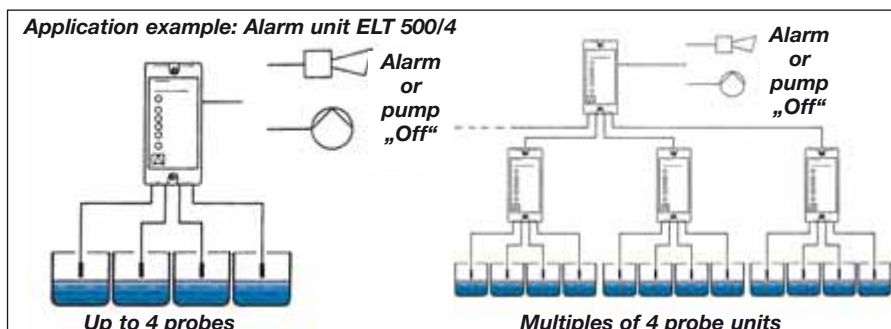 Application example: Alarm unit ELT 500/4
Alarm
or
pump
„Off“
Up to 4 probes
Alarm
or
pump
„Off“
Multiples of 4 probe units